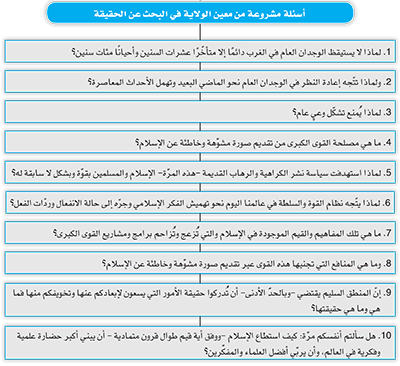 أسئلة مشروعة من معين الولاية في البحث عن الحقيقة
1. لماذا لا يستيقظ الوجدان العام في الغرب دائمًا إلا متأخّرًا عشرات السنين وأحيانًا مئات سنين؟
2. ولماذا تتّجه إعادة النظر في الوجدان العام نحو الماضي البعيد وتهمل الأحداث المعاصرة؟
3. لماذا يُمنع تشكّل وعي عام؟
4. ما هي مصلحة القوى الكبرى من تقديم صورة مشوّهة وخاطئة عن الإسلام؟
5. لماذا استهدفت سياسة نشر الكراهية والرهاب القديمة -هذه المرّة- الإسلام والمسلمين بقوّة وبشكل لا سابقة له؟
6. لماذا يتّجه نظام القوة والسلطة في عالمنا اليوم نحو تهميش الفكر الإسلامي وجرّه إلى حالة الانفعال وردّات الفعل؟
7. ما هي تلك المفاهيم والقيم الموجودة في الإسلام والتي تُزعج وتُزاحم برامج ومشاريع القوى الكبرى؟
8. وما هي المنافع التي تجنيها هذه القوى عبر تقديم صورة مشوّهة وخاطئة عن الإسلام؟
9. إنّ المنطق السليم يقتضي -وبالحدّ الأدنى- أن تُدركوا حقيقة الأمور التي يسعون لإبعادكم عنها وتخويفكم منها فما هي وما هي حقيقتها؟
10. هل سألتم أنفسكم مرّة: كيف استطاع الإسلام -ووفق أية قيم طوال قرون متمادية - أن يبني أكبر حضارة علمية
وفكرية في العالم، وأن يربّي أفضل العلماء والمفكّرين؟